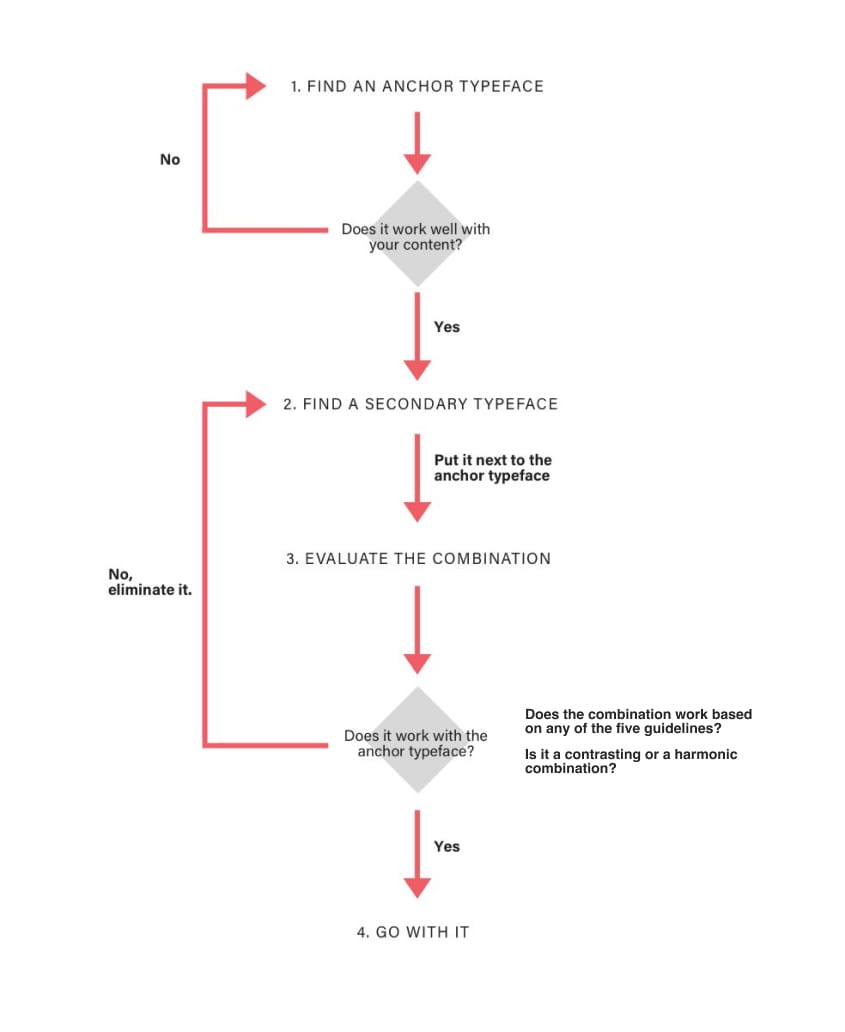 1. FIND AN ANCHOR TYPEFACE
No
Does it work well with
your content?
Yes
2. FIND A SECONDARY TYPEFACE
Put it next to the
anchor typeface
3. EVALUATE THE COMBINATION
No,
eliminate it.
Does it work with the
anchor typeface?
Does the combination work based
on any of the five guidelines?
Is it a contrasting or a harmonic
combination?
Yes
4. GO WITH IT